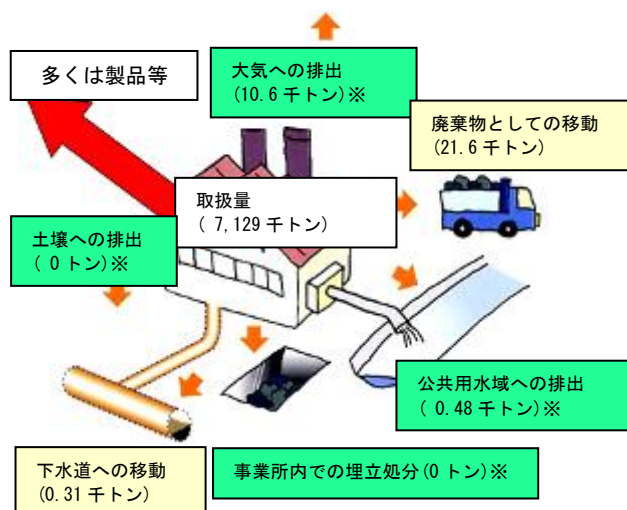 多くは製品等
大気への排出
(10.6 千トン)※
廃棄物としての移動
(21.6 千トン)
取扱量
( 7,129 千トン)
土壌への排出
( 0 トン)※
公共用水域への排出
( 0.48 千トン)※
下水道への移動
(0.31 千トン)
事業所内での埋立処分(0 トン)※